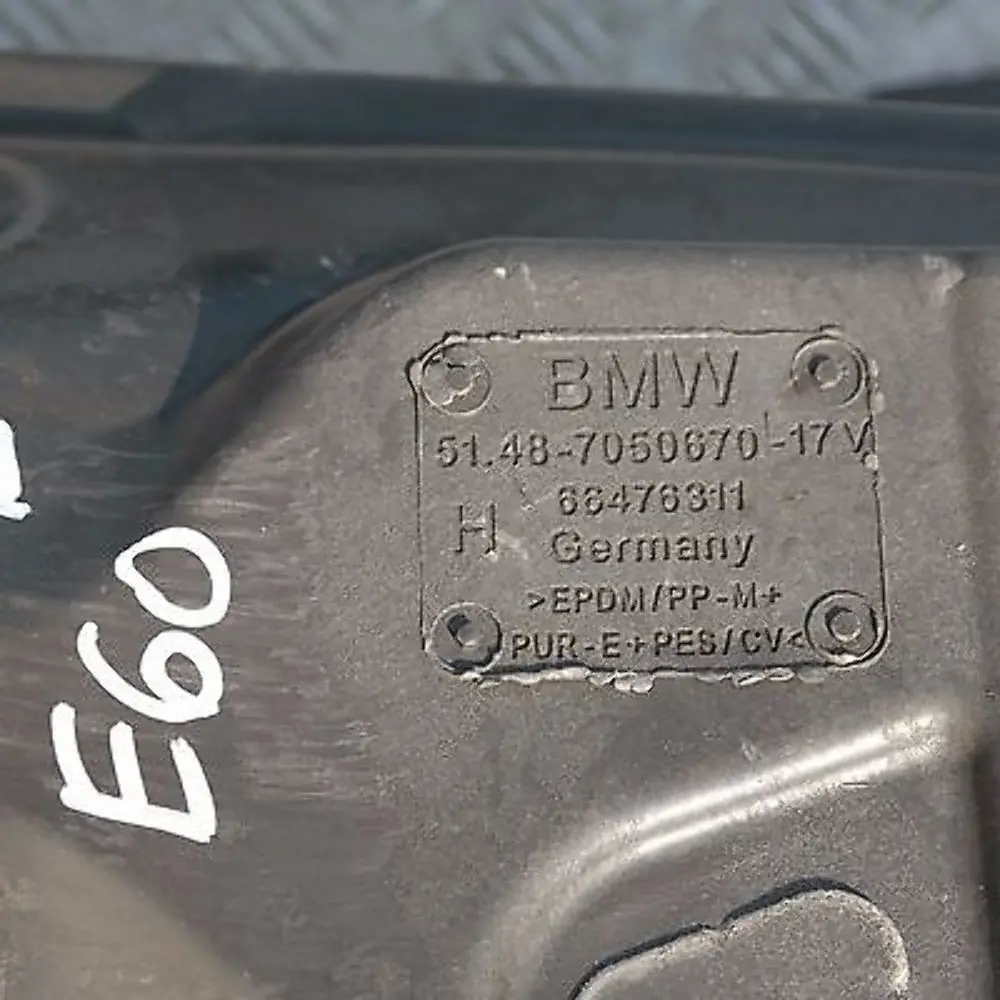 BMW
51.48-7050670-17 V
66476311
H Germany
>EPDM/PP-M+
PUR-E+PES/CV<
E60